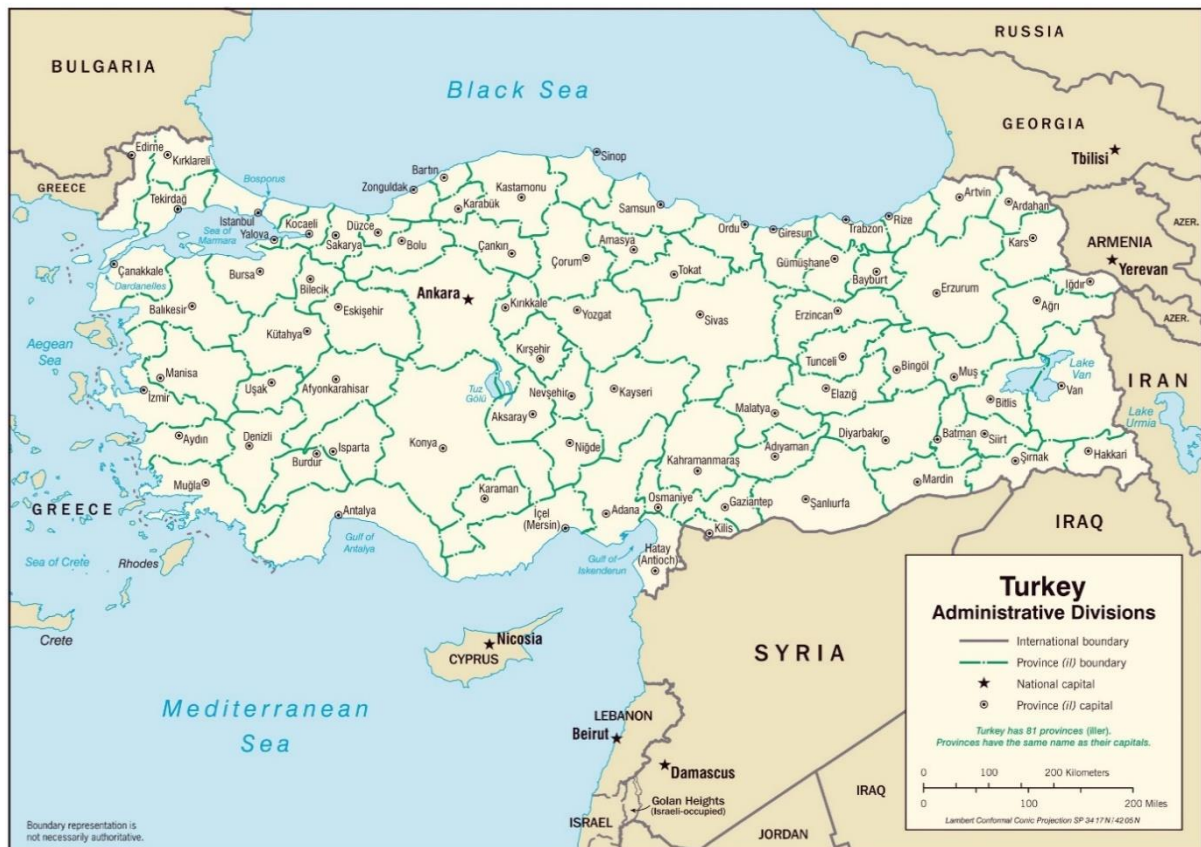 RUSSIA
BULGARIA
Black Sea
GEORGIA
Tbilisi
Edirne
Kırklareli
Sinop
Bartın
Zonguldak
Kastamonu
Artvin
Ardahan
GREECE
Bosporus
Tekirdağ
Karabük
Samsun
Ordu
Giresun
Trabzon
Rize
AZER.
Istanbul
Kocaeli
Düzce
Sea of
Marmara
Yalova
Sakarya
Bolu
Çankırı
Amasya
Kars
ARMENIA
Yerevan
Çanakkale
Dardanelles
Bursa
Bilecik
Çorum
Tokat
Gümüşhane
Bayburt
Iğdır
Balıkesir
Eskişehir
Ankara
Kırıkkale
Yozgat
Sivas
Erzincan
Erzurum
Ağrı
AZER.
Aegean
Sea
Kütahya
Kırşehir
Tunceli
Bingöl
Muş
Lake
Van
IRAN
Manisa
İzmir
Uşak
Afyonkarahisar
Tuz
Gölü
Nevşehir
Kayseri
Elazığ
Bitlis
Van
Aksaray
Malatya
Lake
Urmia
Aydın
Denizli
Isparta
Burdur
Konya
Niğde
Adıyaman
Diyarbakır
Batman
Siirt
Kahramanmaraş
Şırnak
Hakkari
Muğla
Karaman
Mardin
GREECE
Antalya
İçel
(Mersin)
Adana
Osmaniye
Gaziantep
Şanlıurfa
IRAQ
Gulf of
Antalya
Kilis
Sea of Crete
Rhodes
Gulf of
Iskenderun
Hatay
(Antioch)
Crete
Nicosia
CYPRUS
SYRIA
Mediterranean
Sea
LEBANON
Beirut
Damascus
Golan Heights
(Israeli-occupied)
ISRAEL
JORDAN
IRAQ
Boundary representation is
not necessarily authoritative.
Turkey
Administrative Divisions
International boundary
Province (il) boundary
National capital
Province (il) capital
Turkey has 81 provinces (iller).
Provinces have the same name as their capitals.
0 100 200 Kilometers
0 100 200 Miles
Lambert Conformal Conic Projection SP 34 17 N / 42 05 N